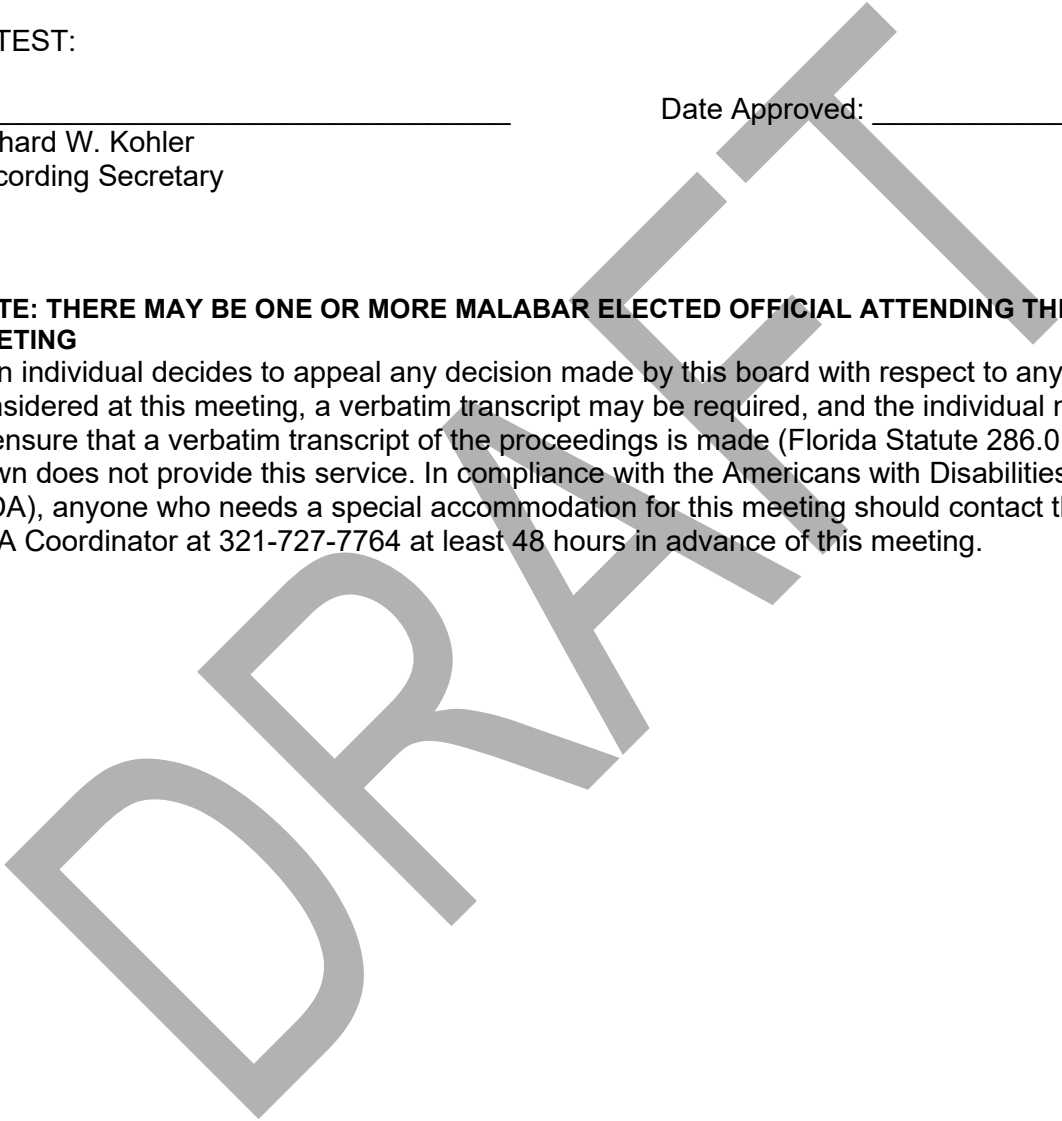 TEST:
Date Approved:
hard W. Kohler
cording Secretary
TE: THERE MAY BE ONE OR MORE MALABAR ELECTED OFFICIAL ATTENDING THI
ETING
n individual decides to appeal any decision made by this board with respect to any
nsidered at this meeting, a verbatim transcript may be required, and the individual
ensure that a verbatim transcript of the proceedings is made (Florida Statute 286.0
wn does not provide this service. In compliance with the Americans with Disabilities
DA), anyone who needs a special accommodation for this meeting should contact t
A Coordinator at 321-727-7764 at least 48 hours in advance of this meeting.
DRAFT